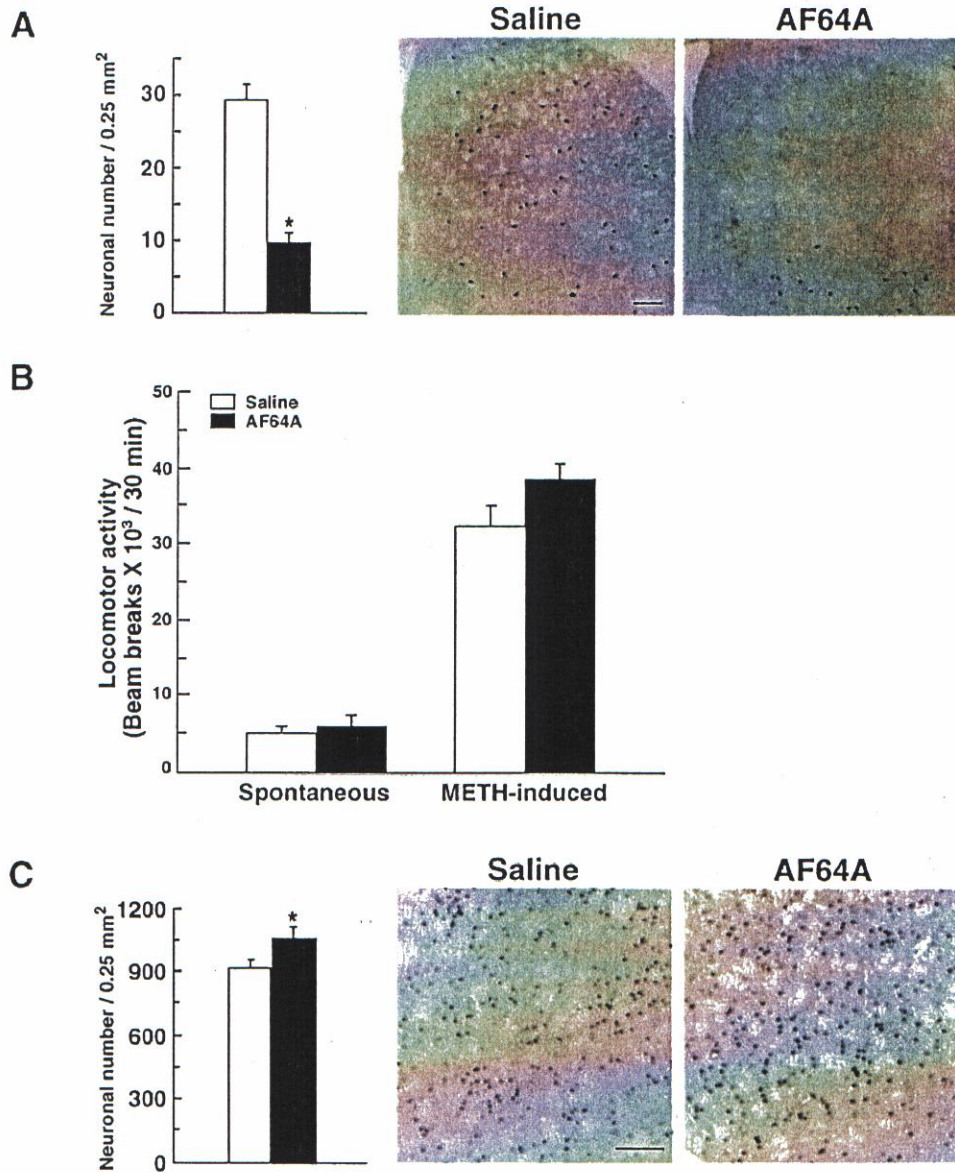 A
Saline
AF64A
Neuronal number / 0.25 mm²
30
20
10
0
*
B
50
40
30
20
10
0
Locomotor activity
(Beam breaks X 10³ / 30 min)
Saline
AF64A
Spontaneous
METH-induced
C
Saline
AF64A
Neuronal number / 0.25 mm²
1200
900
600
300
0
*